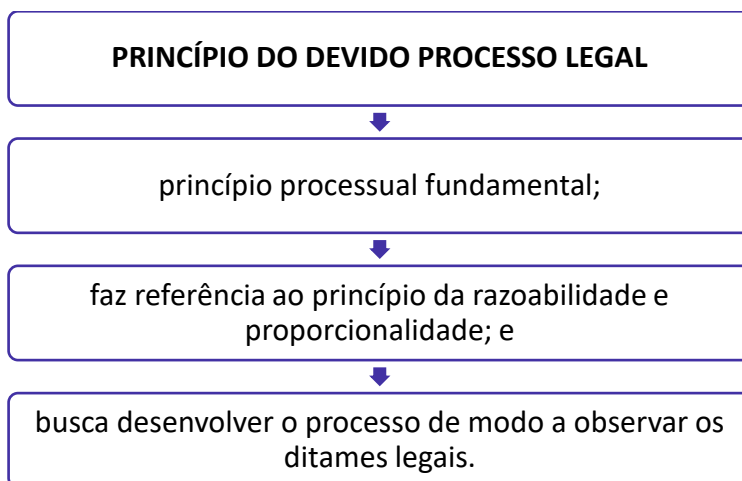 PRINCÍPIO DO DEVIDO PROCESSO LEGAL
princípio processual fundamental;
faz referência ao princípio da razoabilidade e
proporcionalidade; e
busca desenvolver o processo de modo a observar os
ditames legais.